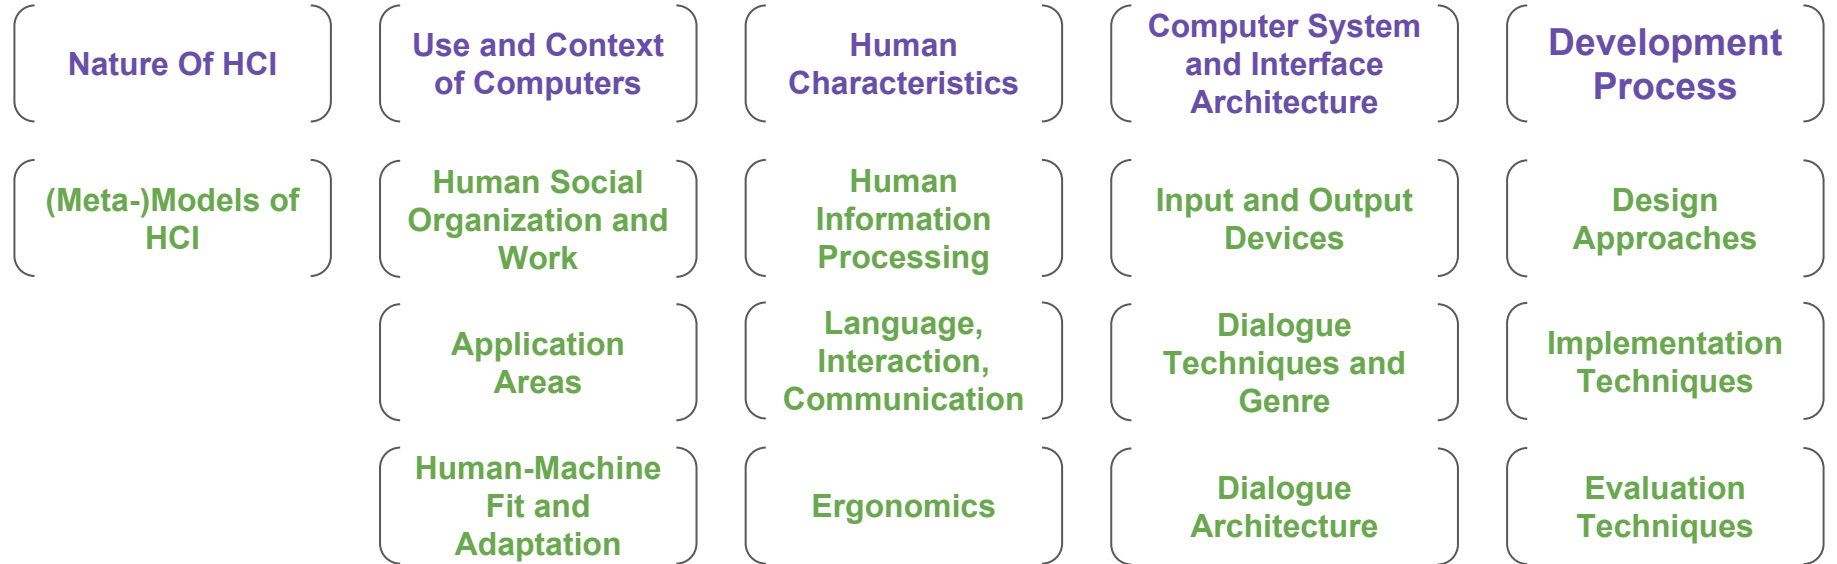 Nature Of HCI
Use and Context
of Computers
Human
Characteristics
Computer System
and Interface
Architecture
Development
Process
(Meta-)Models of
HCI
Human Social
Organization and
Work
Human
Information
Processing
Input and Output
Devices
Design
Approaches
Application
Areas
Language,
Interaction,
Communication
Dialogue
Techniques and
Genre
Implementation
Techniques
Human-Machine
Fit and
Adaptation
Ergonomics
Dialogue
Architecture
Evaluation
Techniques